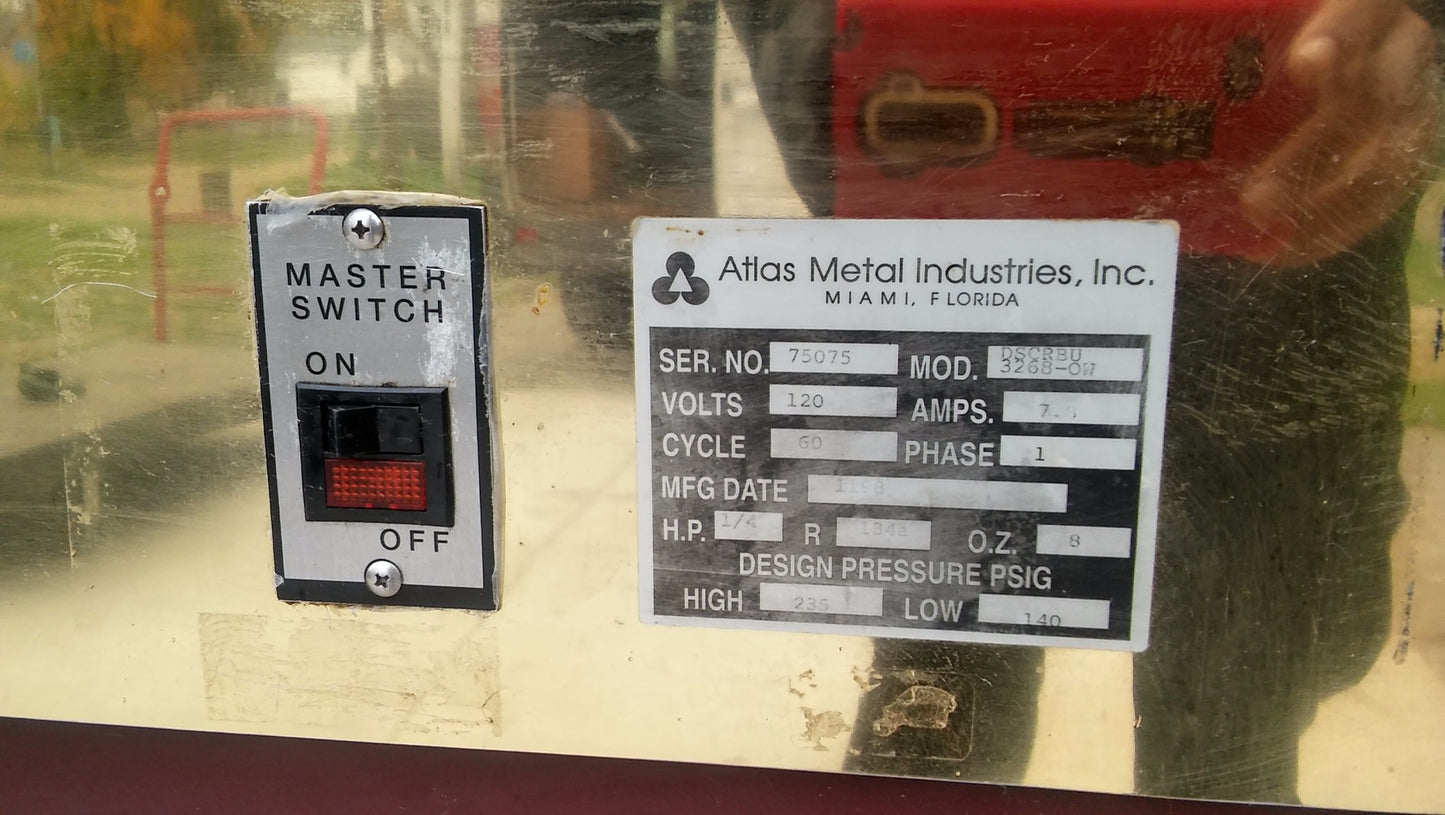 MASTER
SWITCH
ON
OFF
Atlas Metal Industries, Inc.
MIAMI, FLORIDA
SER. NO. 75075 MOD. DSCRBU
3268-OW
VOLTS 120 AMPS.
CYCLE 60 PHASE 1
MFG DATE
H.P. 1/4 R 134a O.Z. 8
DESIGN PRESSURE PSIG
HIGH 235 LOW 140